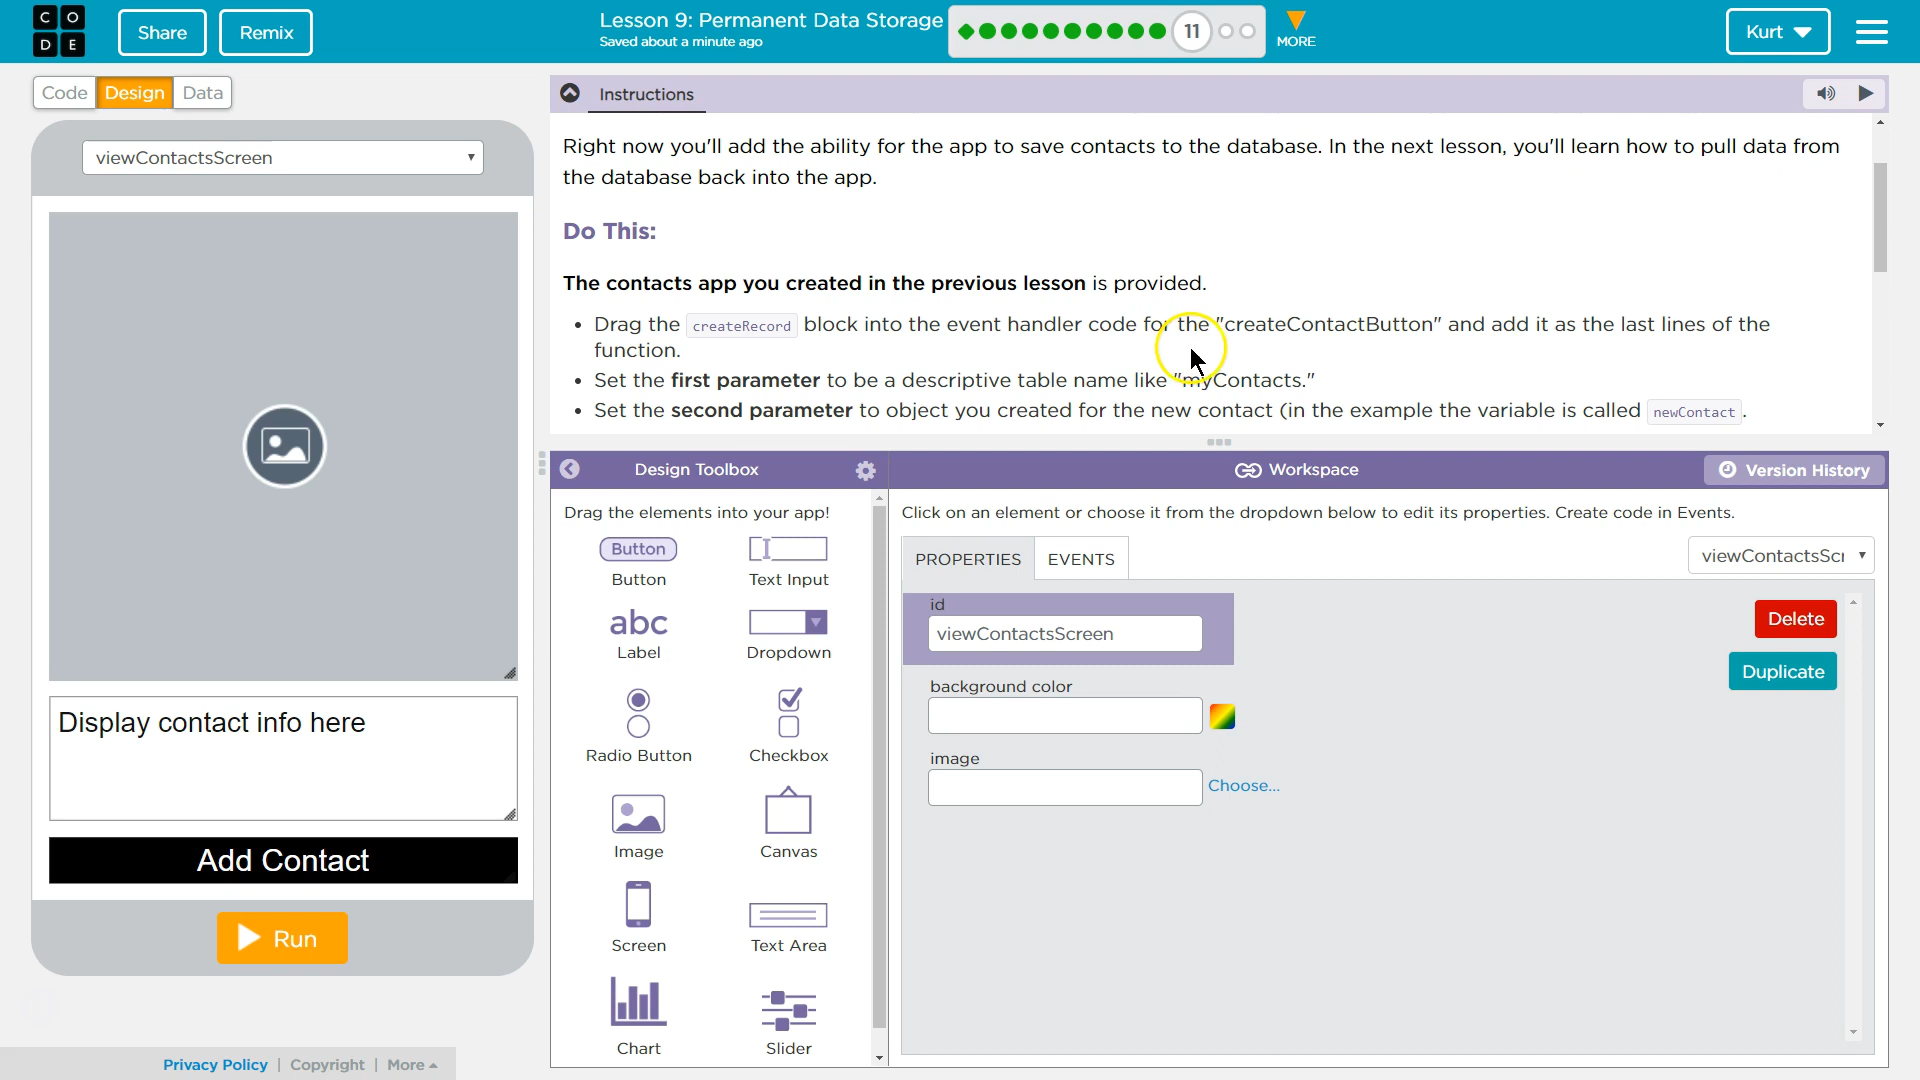 C O
D E
Share
Remix
Lesson 9: Permanent Data Storage
Saved about a minute ago
11
MORE
Kurt
Code
Design
Data
Instructions
viewContactsScreen
Right now you'll add the ability for the app to save contacts to the database. In the next lesson, you'll learn how to pull data from
the database back into the app.
Do This:
The contacts app you created in the previous lesson is provided.
• Drag the createRecord block into the event handler code for the "createContactButton" and add it as the last lines of the
function.
• Set the first parameter to be a descriptive table name like "myContacts."
• Set the second parameter to object you created for the new contact (in the example the variable is called newContact .
Display contact info here
Add Contact
Run
Design Toolbox
Workspace
Version History
Drag the elements into your app!
Button
Button
Text Input
abc
Label
Dropdown
Radio Button
Checkbox
Image
Canvas
Screen
Text Area
Chart
Slider
Click on an element or choose it from the dropdown below to edit its properties. Create code in Events.
PROPERTIES
EVENTS
viewContactsScr
id
viewContactsScreen
Delete
Duplicate
background color
image
Choose...
Privacy Policy | Copyright | More